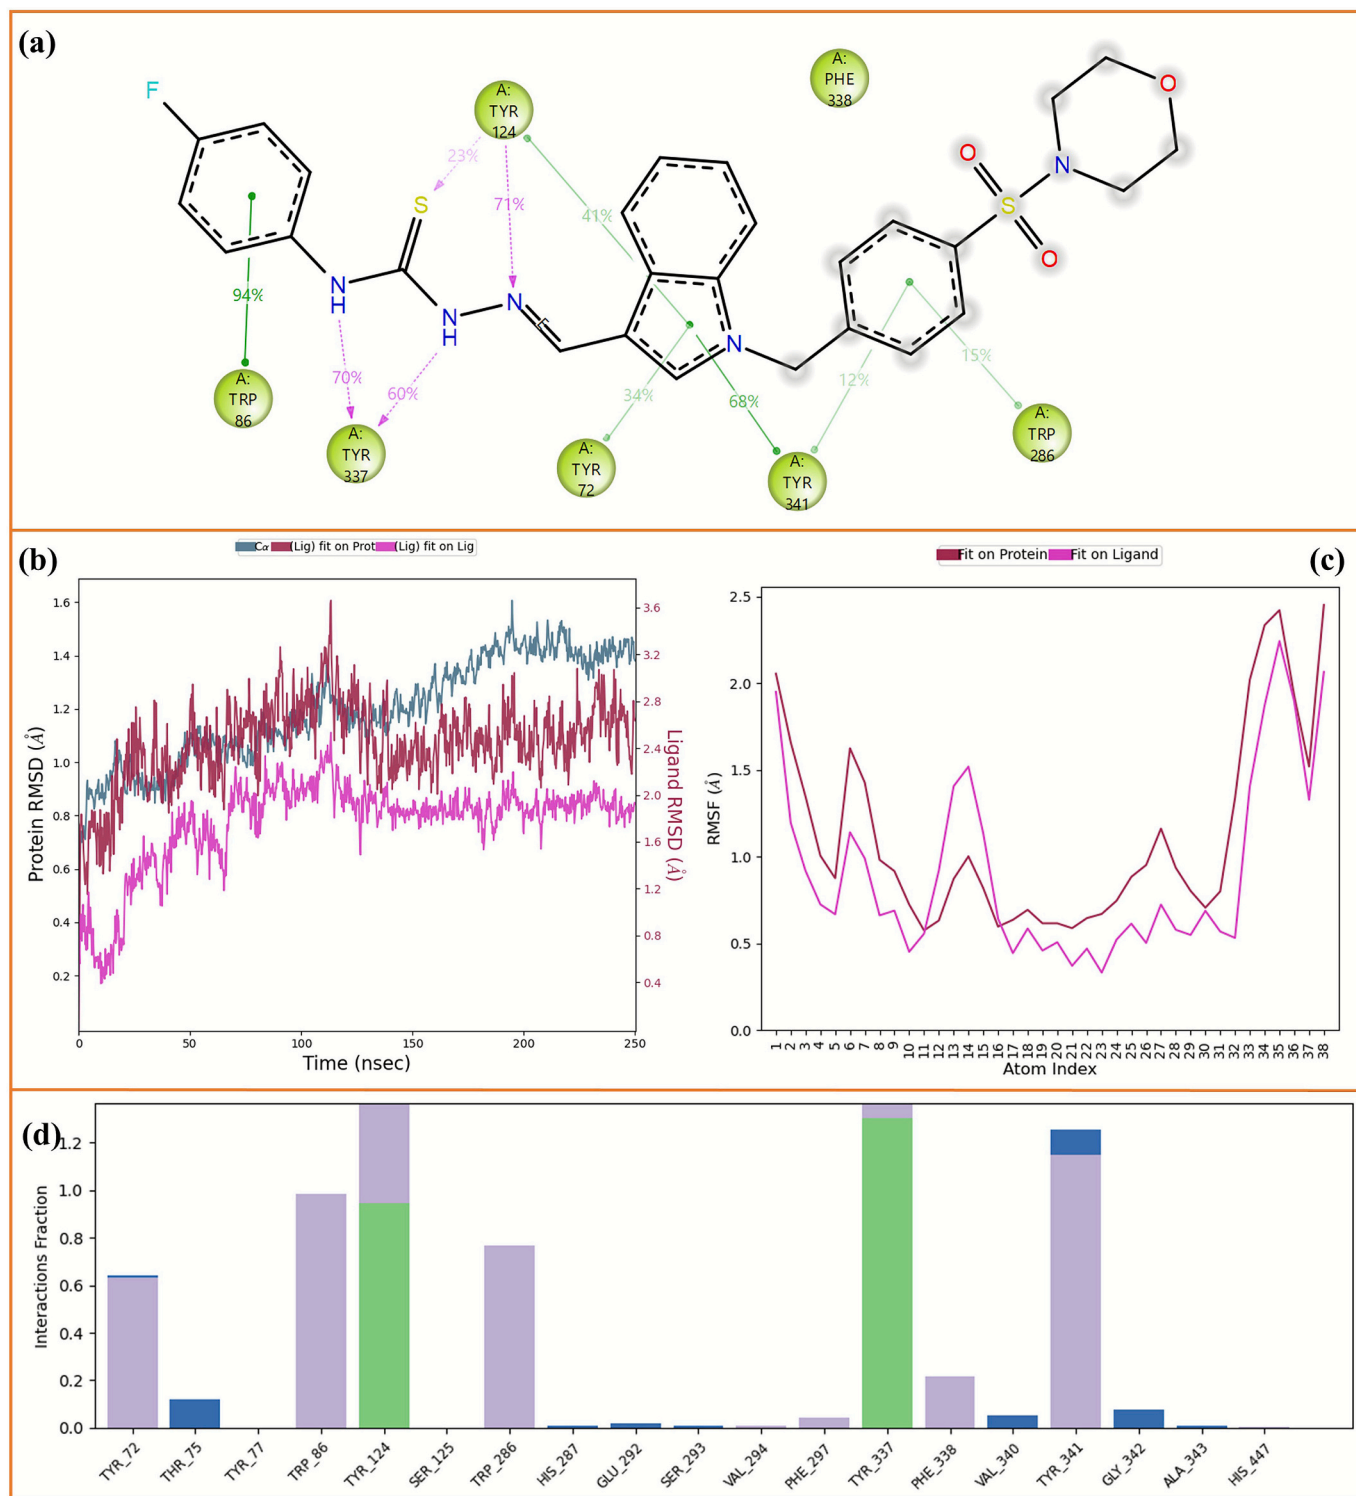 (a)
F
A:
TYR
124
A:
PHE
338
O
O
N
S
O
23%
S
71%
41%
N
H
N
H
N
E
N
94%
70%
60%
34%
68%
12%
15%
A:
TRP
86
A:
TYR
337
A:
TYR
72
A:
TYR
341
A:
TRP
286
(b)
Cα (Lig) fit on Prot (Lig) fit on Lig
Protein RMSD (Å)
1.6
1.4
1.2
1.0
0.8
0.6
0.4
0.2
3.6
3.2
2.8
2.4
2.0
1.6
1.2
0.8
0.4
Ligand RMSD (Å)
0 50 100 150 200 250
Time (nsec)
(c)
Fit on Protein Fit on Ligand
RMSF (Å)
2.5
2.0
1.5
1.0
0.5
0.0
1 2 3 4 5 6 7 8 9 10 11 12 13 14 15 16 17 18 19 20 21 22 23 24 25 26 27 28 29 30 31 32 33 34 35 36 37 38
Atom Index
(d)
Interactions Fraction
1.2
1.0
0.8
0.6
0.4
0.2
0.0
TYR_72 THR_75 TYR_77 TRP_86 TYR_124 SER_125 TRP_286 HIS_287 GLU_292 SER_293 VAL_294 PHE_297 TYR_337 PHE_338 VAL_340 TYR_341 GLY_342 ALA_343 HIS_447